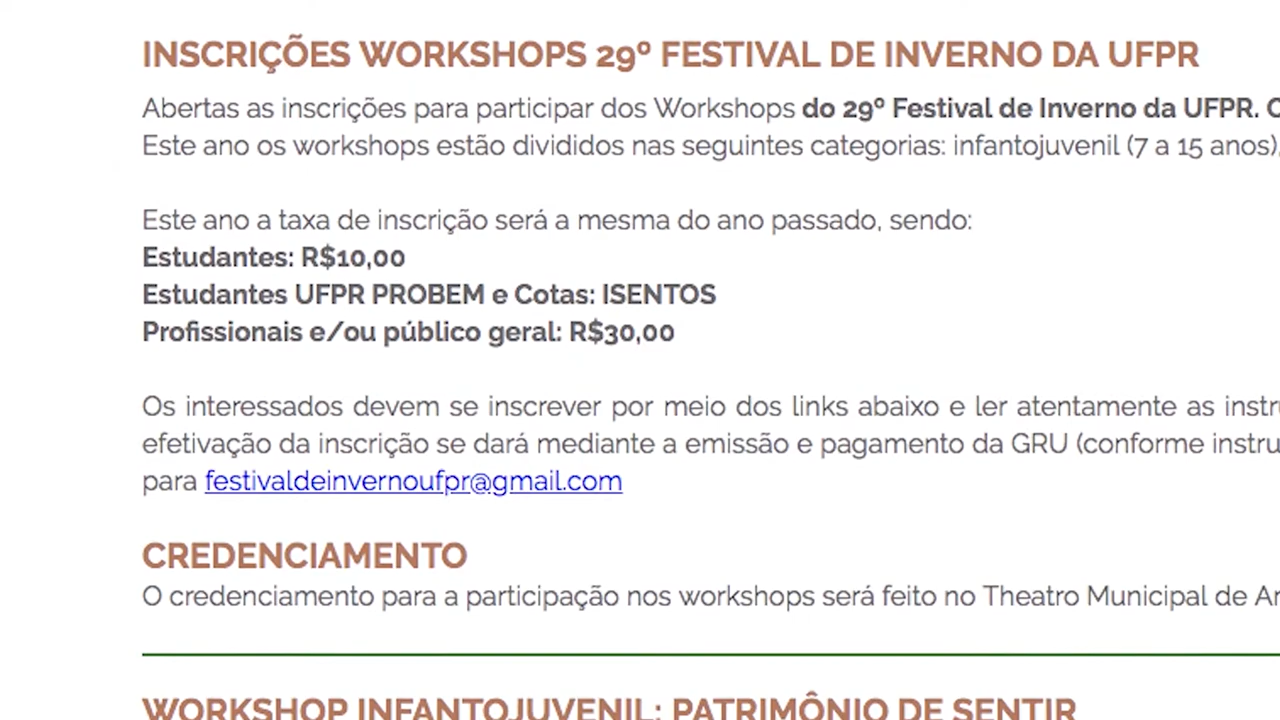 INSCRIÇÕES WORKSHOPS 29º FESTIVAL DE INVERNO DA UFPR
Abertas as inscrições para participar dos Workshops do 29º Festival de Inverno da UFPR.
Este ano os workshops estão divididos nas seguintes categorias: infantojuvenil (7 a 15 anos),
Este ano a taxa de inscrição será a mesma do ano passado, sendo:
Estudantes: R$10,00
Estudantes UFPR PROBEM e Cotas: ISENTOS
Profissionais e/ou público geral: R$30,00
Os interessados devem se inscrever por meio dos links abaixo e ler atentamente as
efetivação da inscrição se dará mediante a emissão e pagamento da GRU (conforme
para festivaldeinvernoufpr@gmail.com
CREDENCIAMENTO
O credenciamento para a participação nos workshops será feito no Theatro Municipal de
WORKSHOP INFANTOJUVENIL: PATRIMÔNIO DE SENTIR